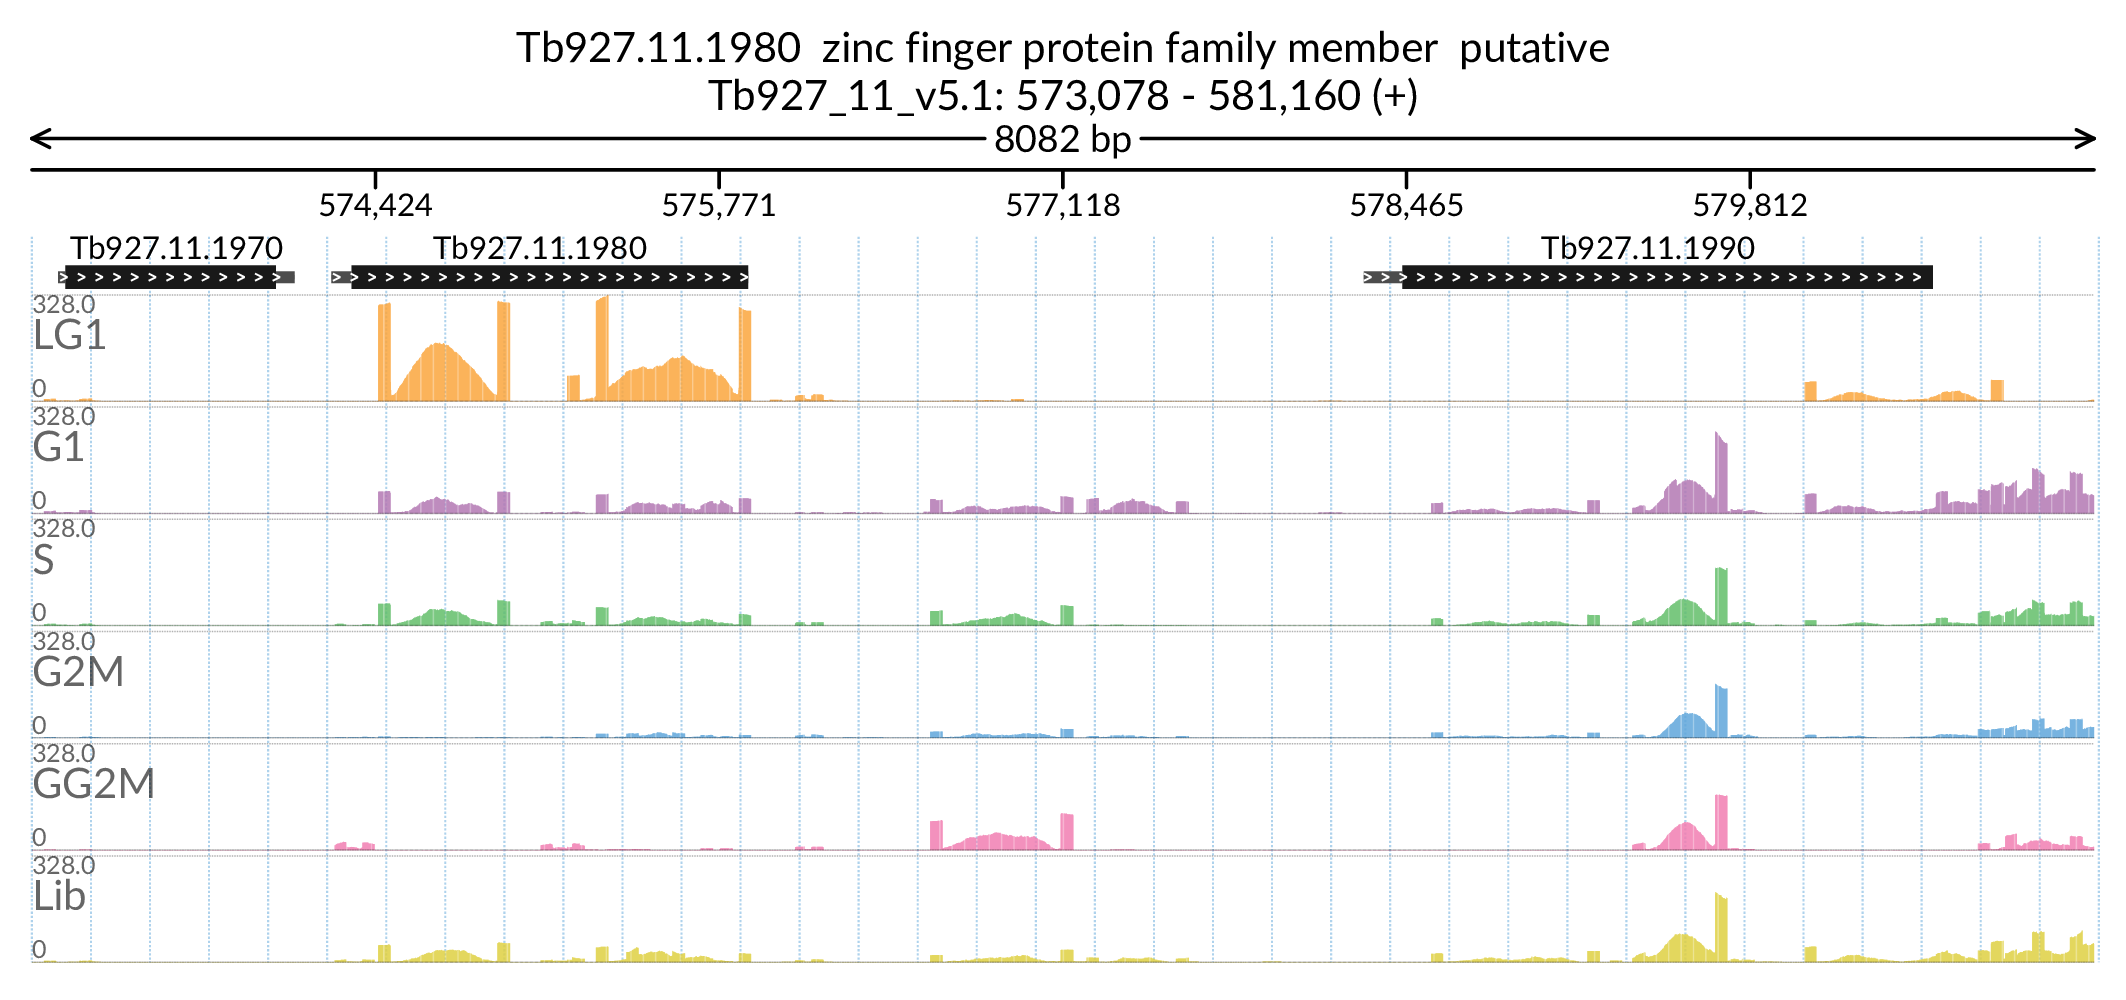 Tb927.11.1980  zinc finger protein family member  putative
Tb927_11_v5.1: 573,078 - 581,160 (+)
8082 bp
574,424 575,771 577,118 578,465 579,812
Tb927.11.1970 Tb927.11.1980 Tb927.11.1990
328.0
LG1
0
328.0
G1
0
328.0
S
0
328.0
G2M
0
328.0
GG2M
0
328.0
Lib
0